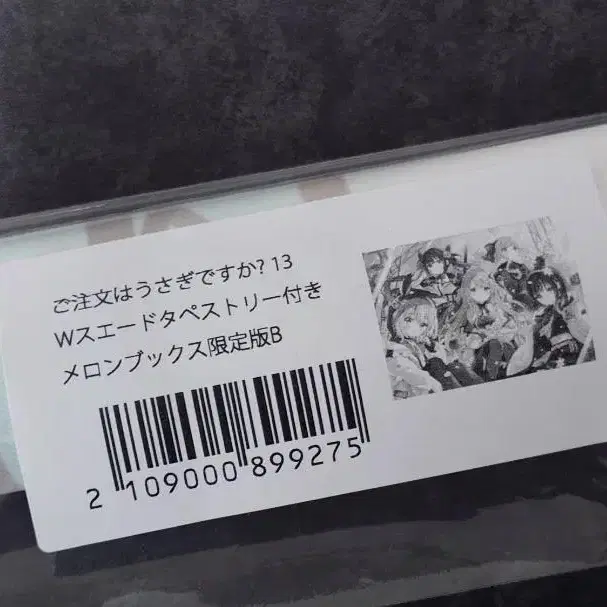 ご注文はうさぎですか? 13
Wスエードタペストリー付き
メロンブックス限定版B
2 109000 899275